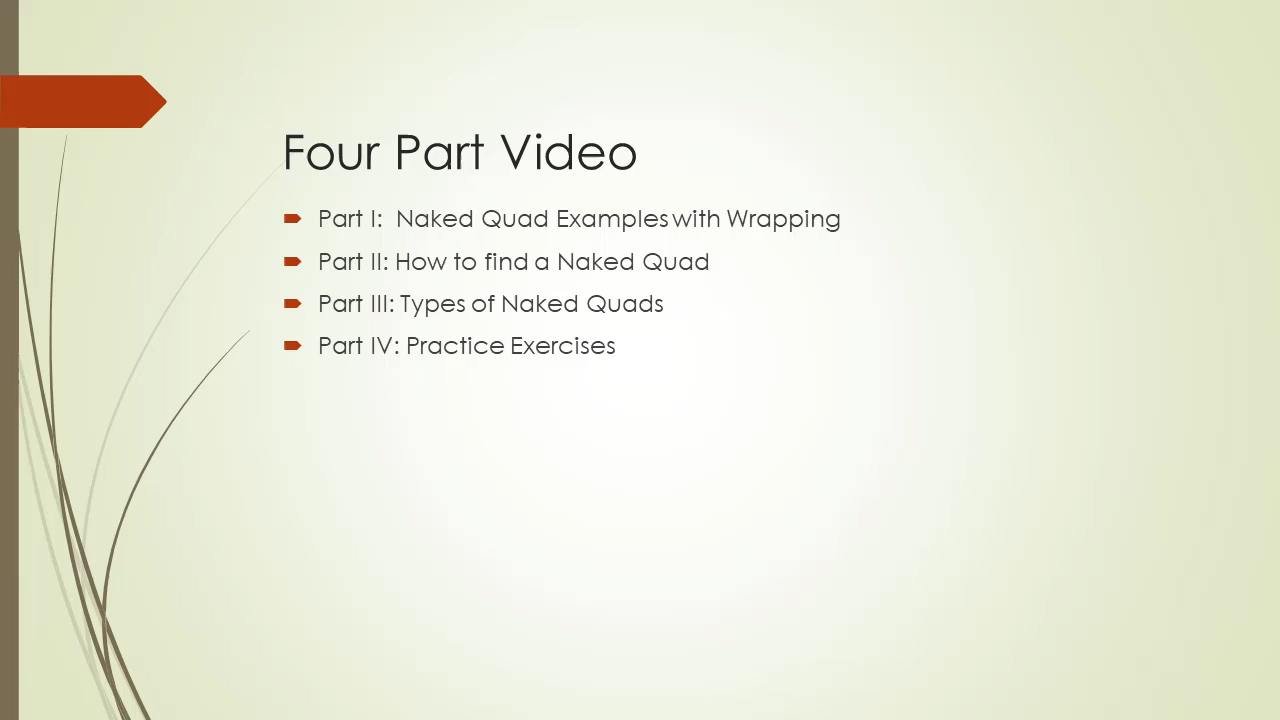 Four Part Video
Part I:  Naked Quad Examples with Wrapping
Part II: How to find a Naked Quad
Part III: Types of Naked Quads
Part IV: Practice Exercises